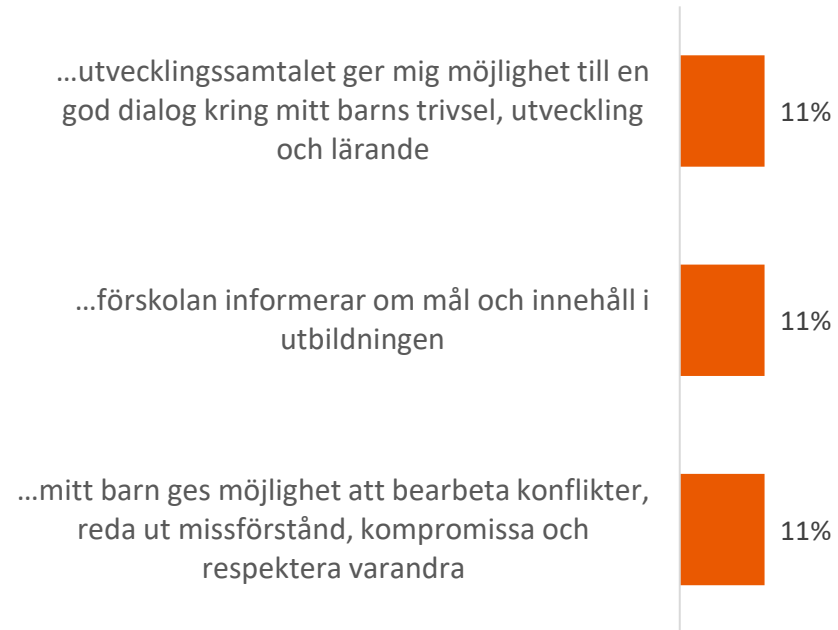 ...utvecklingssamtalet ger mig möjlighet till en
god dialog kring mitt barns trivsel, utveckling
och lärande
11%
...förskolan informerar om mål och innehåll i
utbildningen
11%
...mitt barn ges möjlighet att bearbeta konflikter,
reda ut missförstånd, kompromissa och
respektera varandra
11%